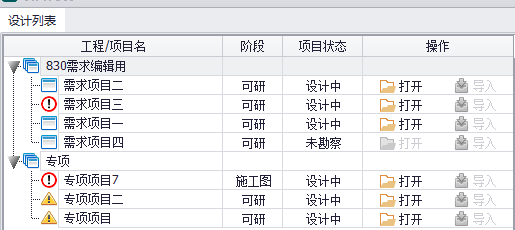 设计列表
工程/项目名 阶段 项目状态 操作
830需求编辑用
需求项目二 可研 设计中 打开 导入
需求项目三 可研 设计中 打开 导入
需求项目一 可研 设计中 打开 导入
需求项目四 可研 未勘察 打开 导入
专项
专项项目7 施工图 设计中 打开 导入
专项项目二 可研 设计中 打开 导入
专项项目 可研 设计中 打开 导入